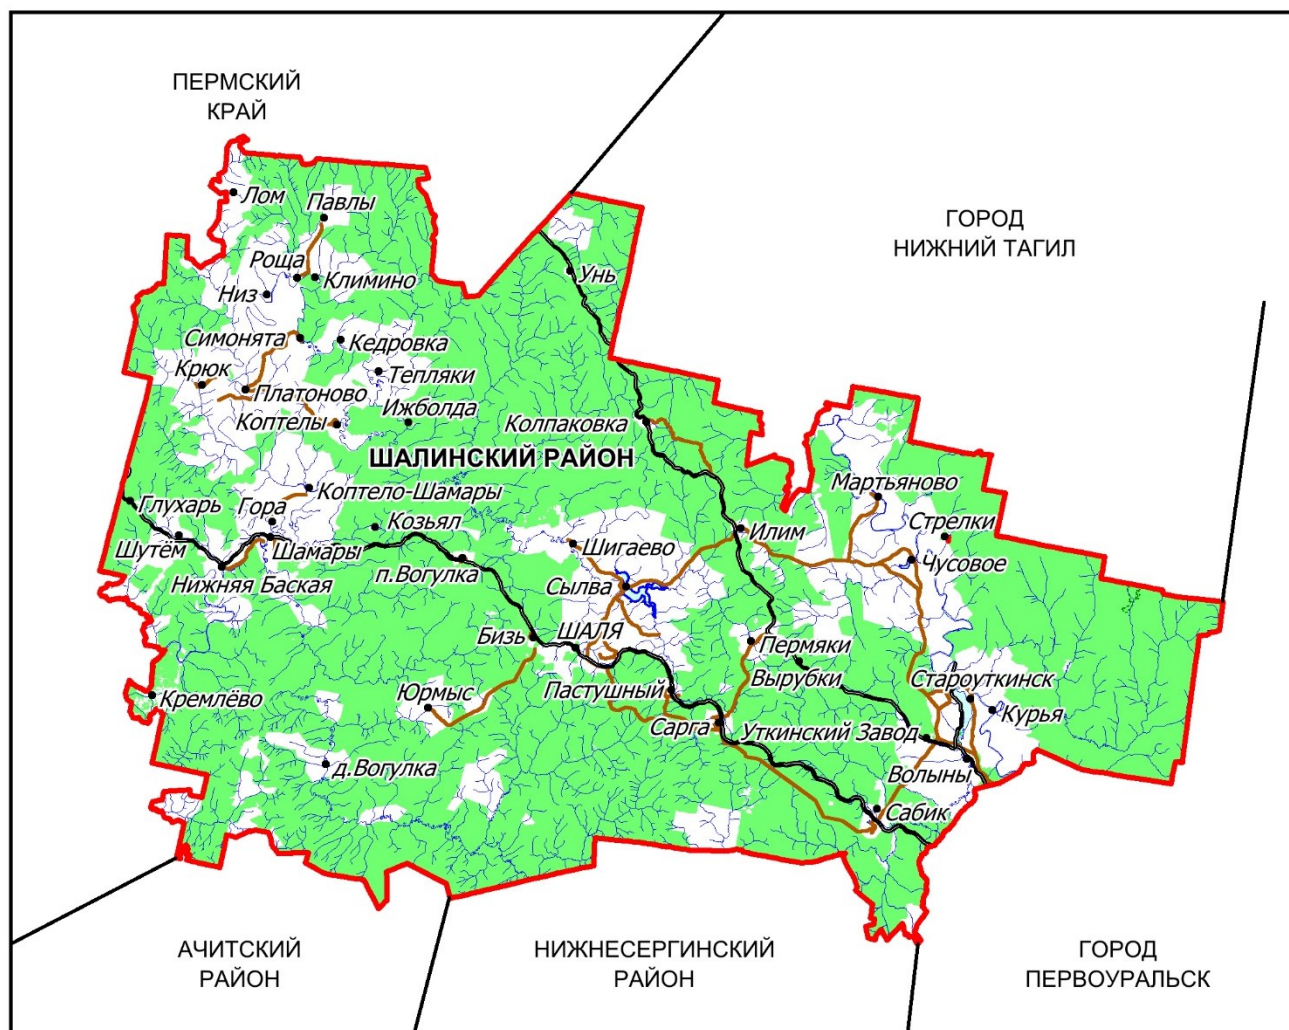 ПЕРМСКИЙ
КРАЙ
ГОРОД
НИЖНИЙ ТАГИЛ
Лом
Павлы
Роща
Климино
Унь
Низ
Симонята
Кедровка
Крюк
Тепляки
Платоново
Ижболда
Коптелы
Колпаковка
ШАЛИНСКИЙ РАЙОН
Глухарь
Гора
Коптело-Шамары
Мартьяново
Козьял
Илим
Стрелки
Шутём
Шамары
Шигаево
Чусовое
Нижняя Баская
п.Вогулка
Сылва
Бизь
ШАЛЯ
Пермяки
Вырубки
Кремлёво
Юрмыс
Пастушный
Староуткинск
Сарга
Уткинский Завод
Курья
д.Вогулка
Волыны
Сабик
АЧИТСКИЙ
РАЙОН
НИЖНЕСЕРГИНСКИЙ
РАЙОН
ГОРОД
ПЕРВОУРАЛЬСК